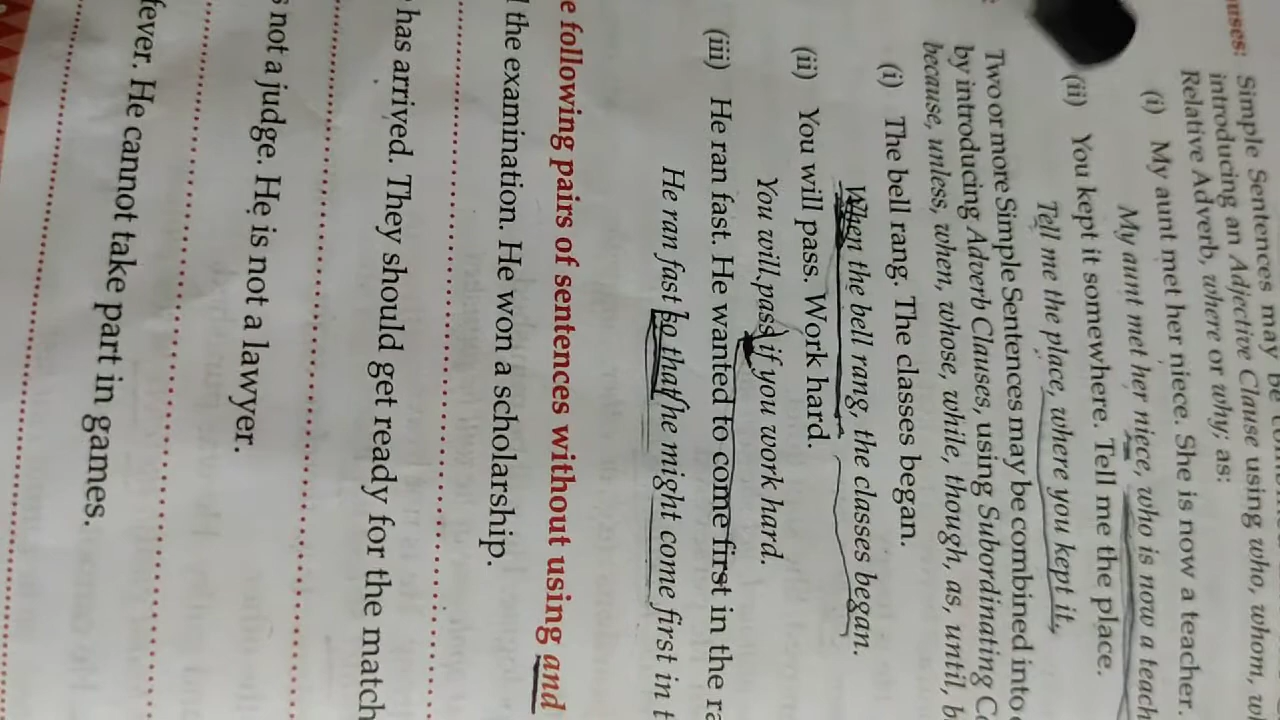 Simple Sentences may be
introducing an Adjective Clause using who, whom,
Relative Adverb, where or why; as:
(i) My aunt met her niece. She is now a teacher.
My aunt met her niece, who is now a
(ii) You kept it somewhere. Tell me the place.
Tell me the place, where you kept it.
Two or more Simple Sentences may be combined into
by introducing Adverb Clauses, using Subordinating
because, unless, when, whose, while, though, as, until,
(i) The bell rang. The classes began.
When the bell rang, the classes began.
(ii) You will pass. Work hard.
You will pass if you work hard.
(iii) He ran fast. He wanted to come first in the
He ran fast so that he might come first in
following pairs of sentences without using and
the examination. He won a scholarship.
has arrived. They should get ready for the match
not a judge. He is not a lawyer.
fever. He cannot take part in games.